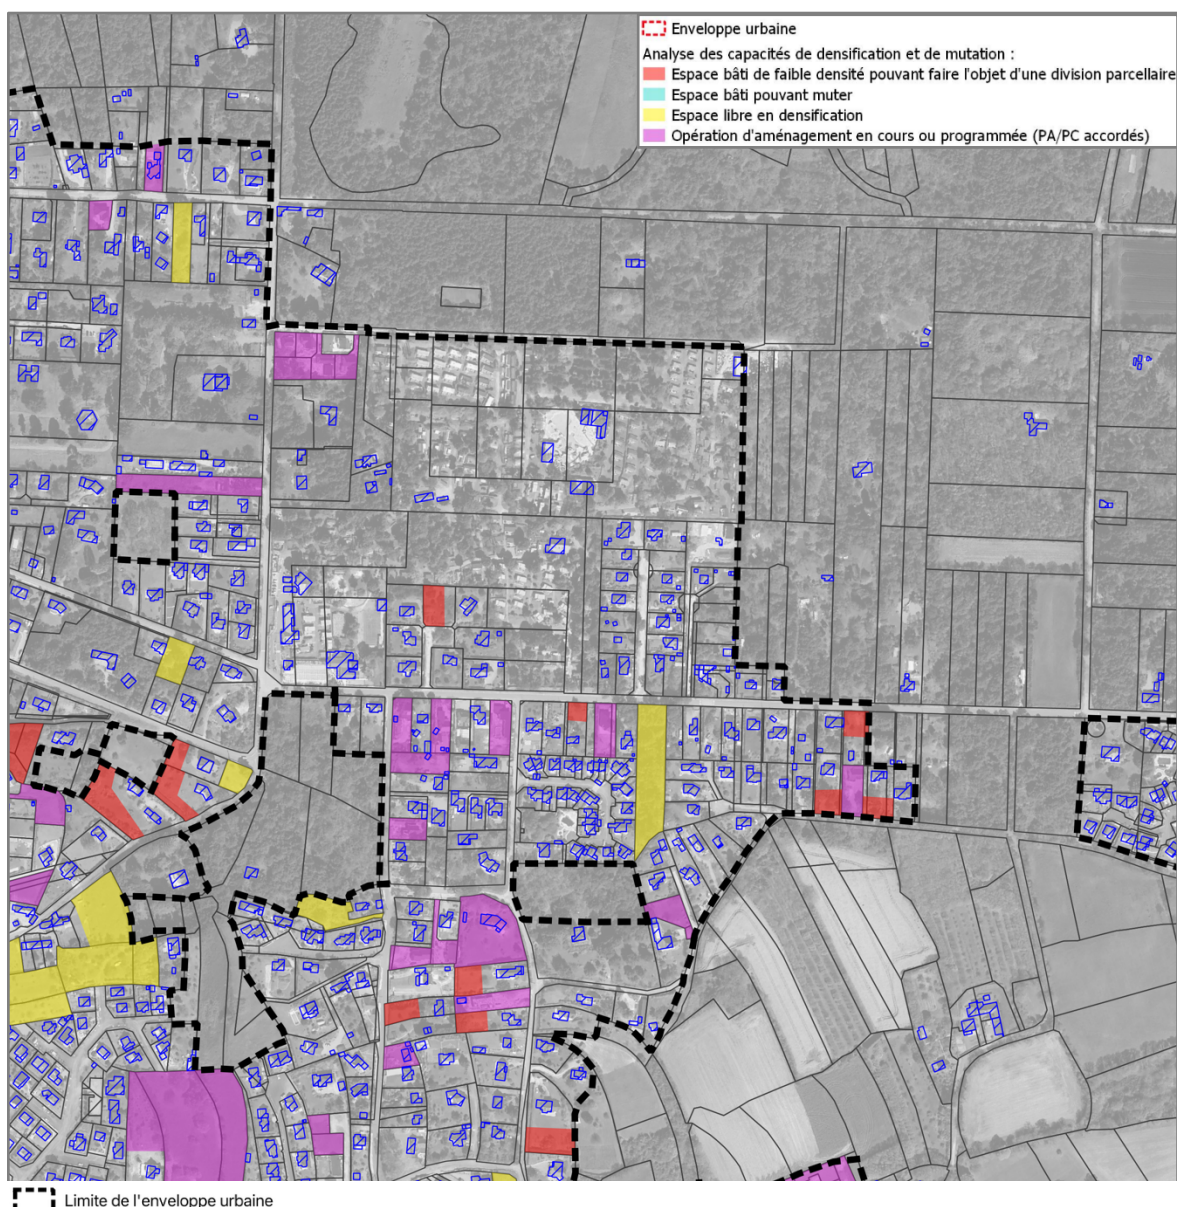 Enveloppe urbaine
Analyse des capacités de densification et de mutation :
Espace bâti de faible densité pouvant faire l'objet d'une division parcellaire
Espace bâti pouvant muter
Espace libre en densification
Opération d'aménagement en cours ou programmée (PA/PC accordés)
Limite de l'enveloppe urbaine